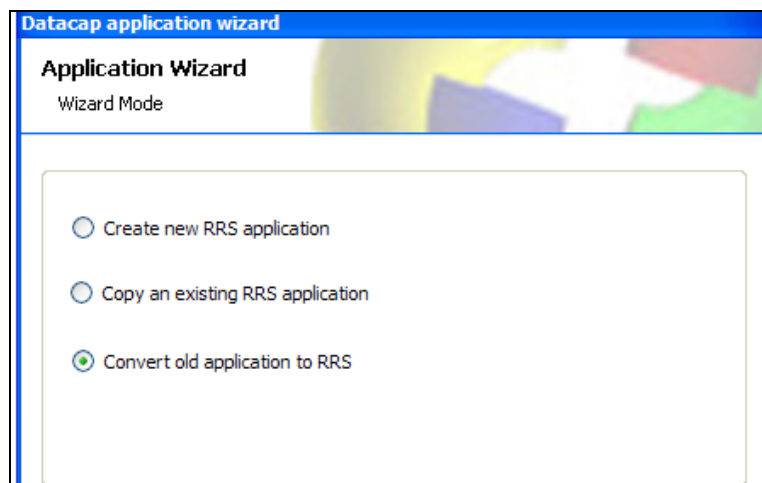 Datacap application wizard
Application Wizard
Wizard Mode
Create new RRS application
Copy an existing RRS application
Convert old application to RRS